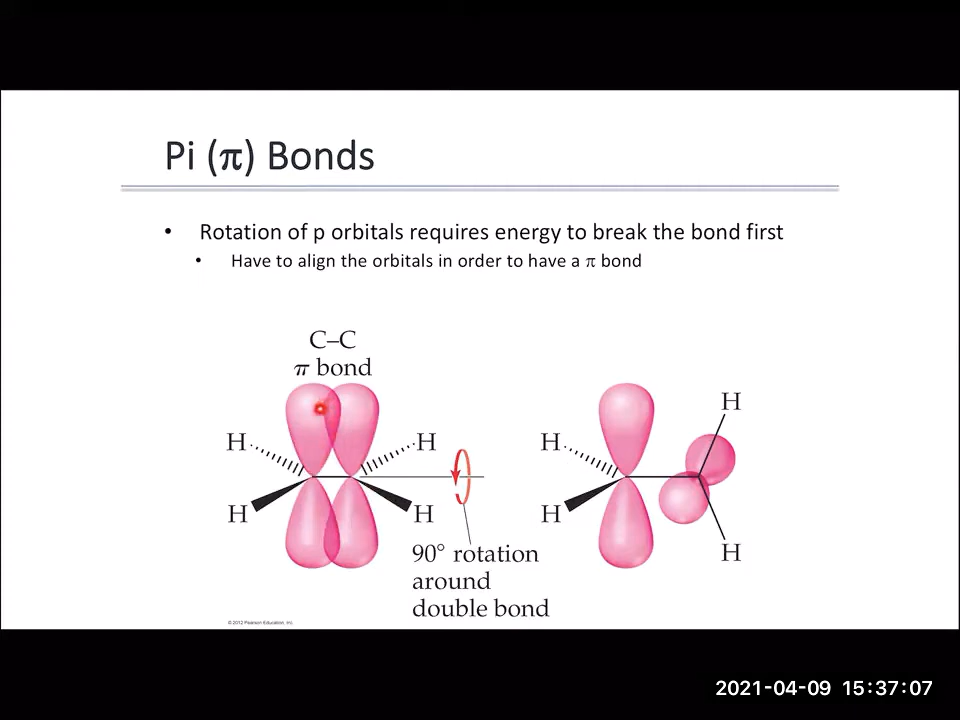 Pi (π) Bonds
• Rotation of p orbitals requires energy to break the bond first
• Have to align the orbitals in order to have a π bond
C–C
π bond
H
H
H
H
H
H
H
H
90° rotation
around
double bond
© 2012 Pearson Education, Inc.
2021-04-09 15:37:07